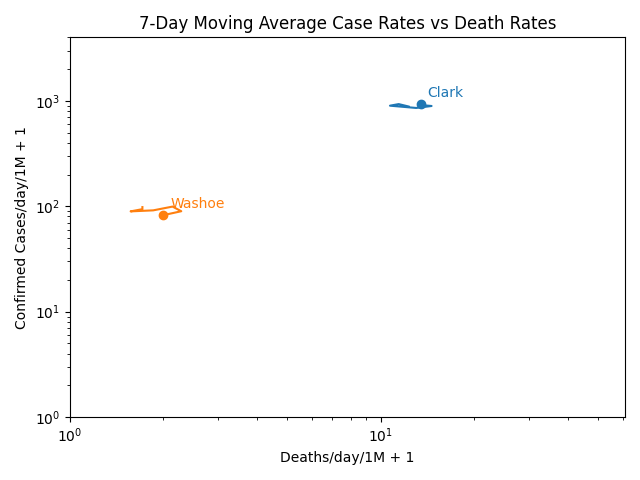 7-Day Moving Average Case Rates vs Death Rates
Clark
Washoe
Confirmed Cases/day/1M + 1
10³
10²
10¹
10⁰
10⁰
10¹
Deaths/day/1M + 1